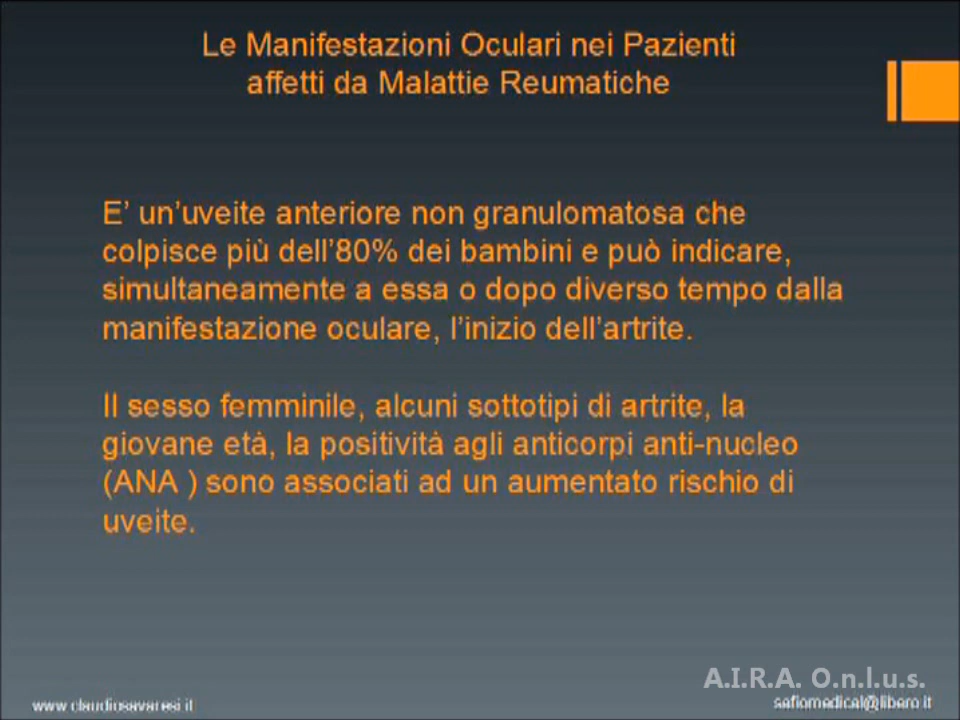 Le Manifestazioni Oculari nei Pazienti
affetti da Malattie Reumatiche
E' un'uveite anteriore non granulomatosa che
colpisce più dell'80% dei bambini e può indicare,
simultaneamente a essa o dopo diverso tempo dalla
manifestazione oculare, l'inizio dell'artrite.
Il sesso femminile, alcuni sottotipi di artrite, la
giovane età, la positività agli anticorpi anti-nucleo
(ANA ) sono associati ad un aumentato rischio di
uveite.
A.I.R.A. O.n.l.u.s.
www.claudiosavaresi.it
safiomedical@libero.it